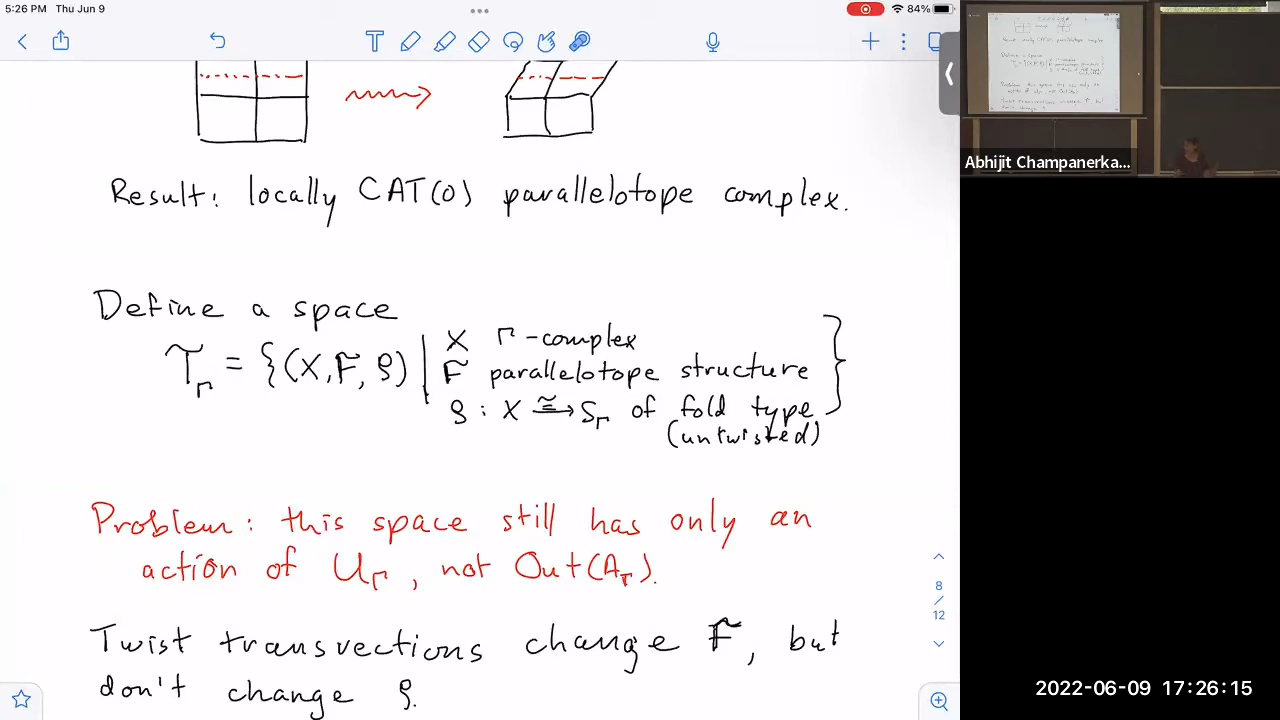 5:26 PM Thu Jun 9
84%
Result: locally CAT(0) parallelotope complex.
Define a space
𝒯_Γ = {(X, 𝓕, ρ) | X Γ-complex
𝓕 parallelotope structure
ρ : X ≅→ S_Γ of fold type
(untwisted) }
Problem: this space still has only an
action of U_Γ, not Out(A_Γ).
Twist transvections change 𝓕, but
don't change ρ.
8
/
12
Abhijit Champanerka...
2022-06-09 17:26:15